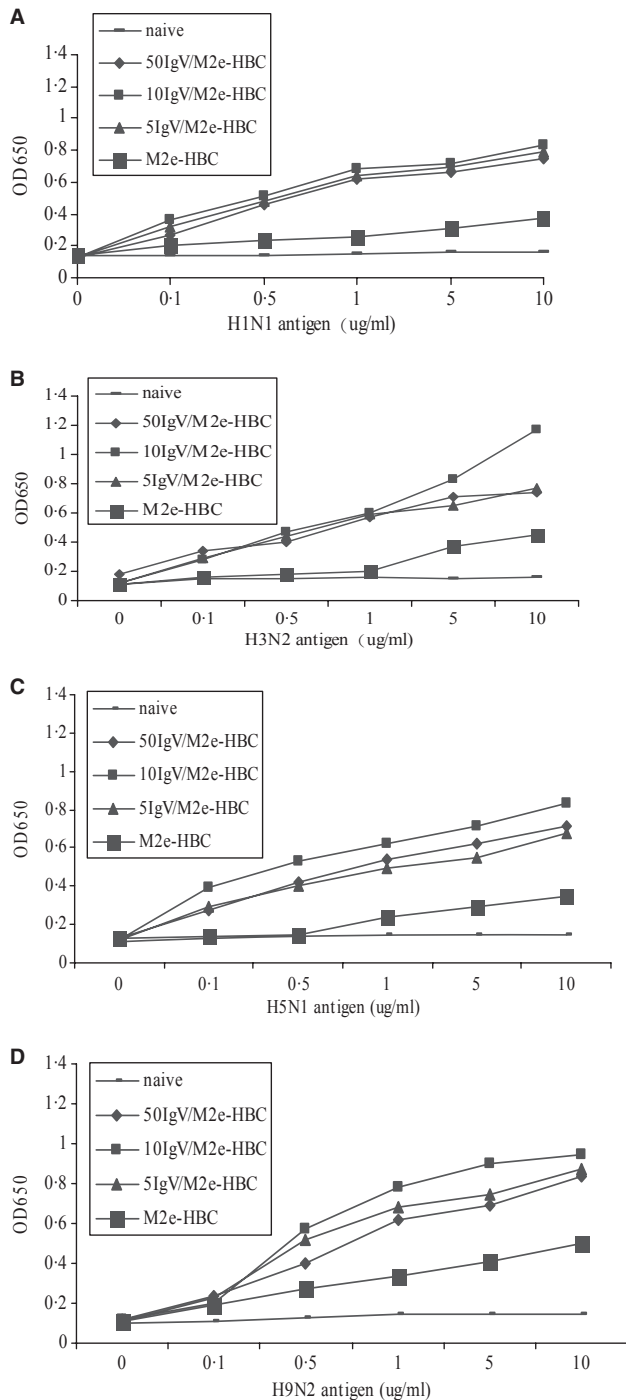 A
naive
50IgV/M2e-HBC
10IgV/M2e-HBC
5IgV/M2e-HBC
M2e-HBC
OD650
1·4
1·2
1
0·8
0·6
0·4
0·2
0
0 0·1 0·5 1 5 10
H1N1 antigen （ug/ml)
B
naive
50IgV/M2e-HBC
10IgV/M2e-HBC
5IgV/M2e-HBC
M2e-HBC
OD650
1·4
1·2
1
0·8
0·6
0·4
0·2
0
0 0·1 0·5 1 5 10
H3N2 antigen （ug/ml)
C
naive
50IgV/M2e-HBC
10IgV/M2e-HBC
5IgV/M2e-HBC
M2e-HBC
OD650
1·4
1·2
1
0·8
0·6
0·4
0·2
0
0 0·1 0·5 1 5 10
H5N1 antigen (ug/ml)
D
naive
50IgV/M2e-HBC
10IgV/M2e-HBC
5IgV/M2e-HBC
M2e-HBC
OD650
1·4
1·2
1
0·8
0·6
0·4
0·2
0
0 0·1 0·5 1 5 10
H9N2 antigen (ug/ml)